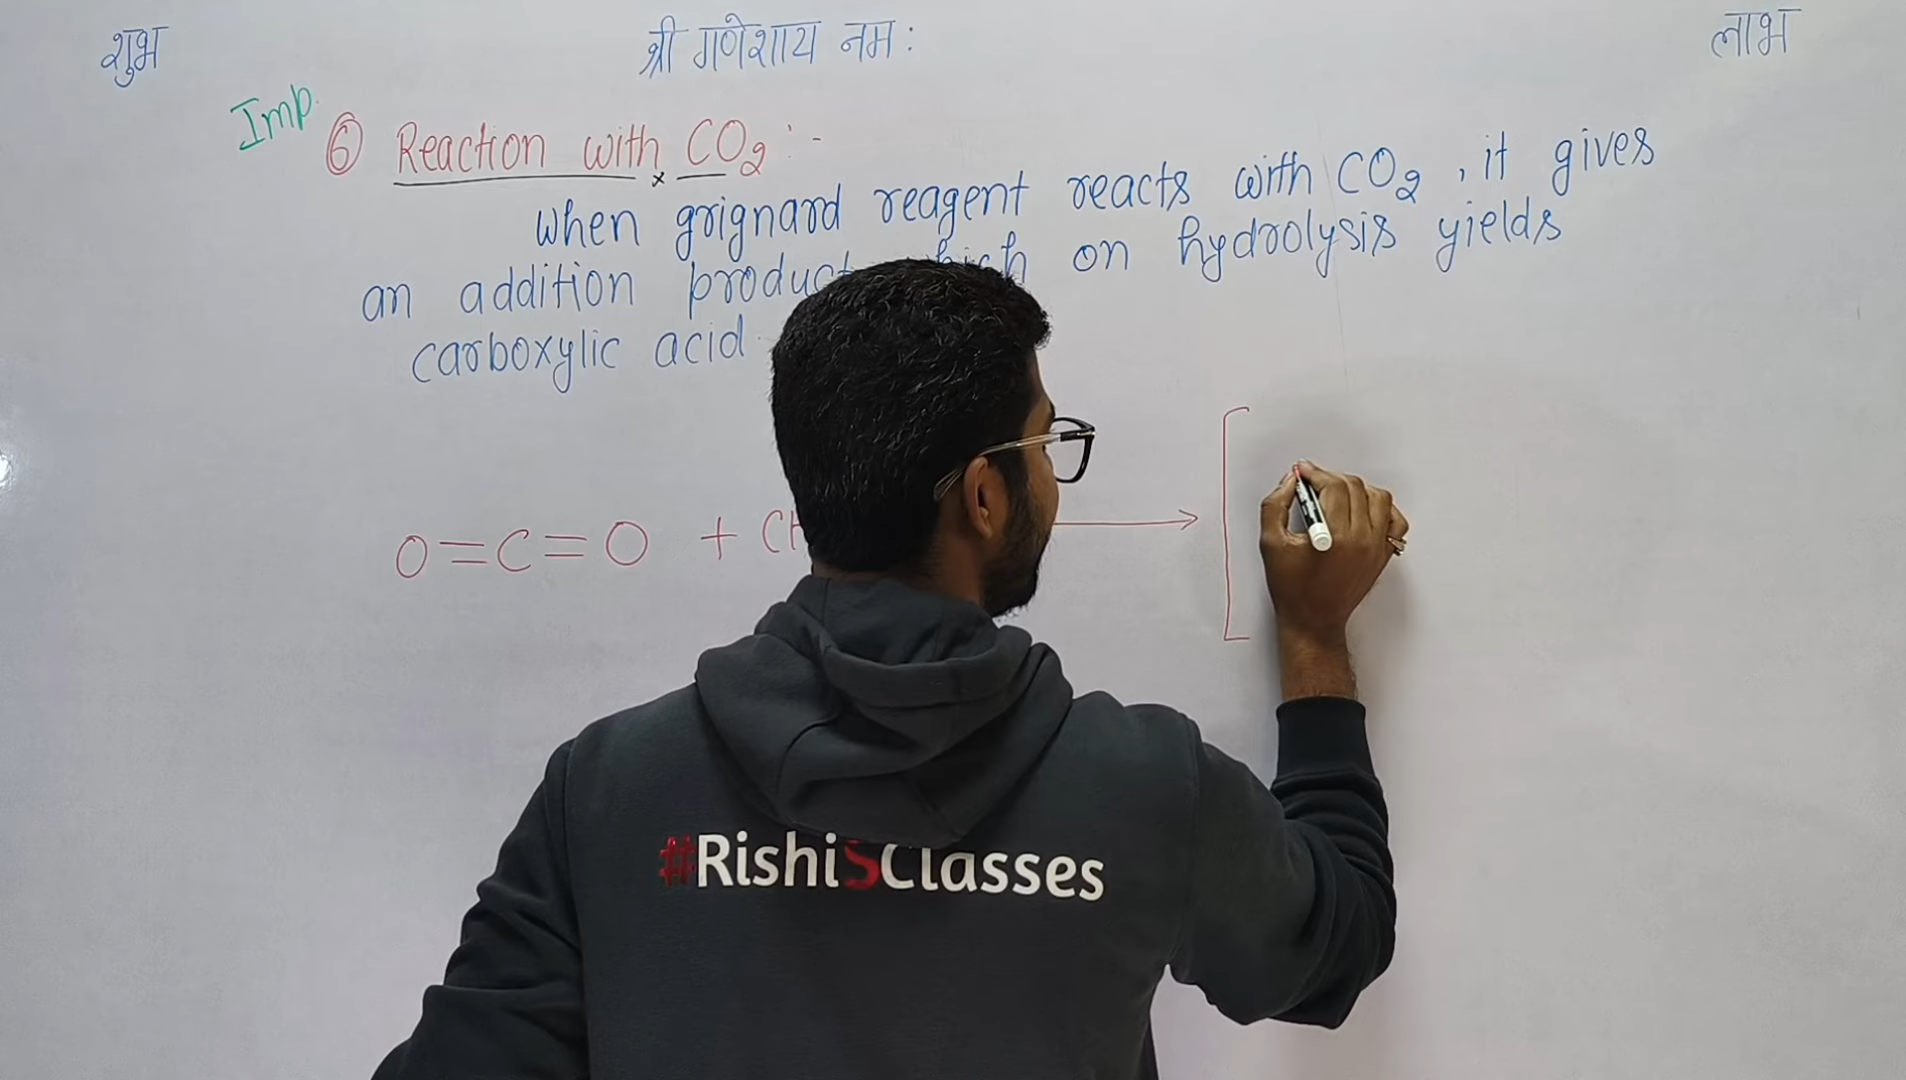 शुभ श्री गणेशाय नम: लाभ
Imp.
⑥ Reaction with CO₂ :-
When grignard reagent reacts with CO₂, it gives
an addition product which on hydrolysis yields
carboxylic acid.
O=C=O + CH → [
#RishiSClasses